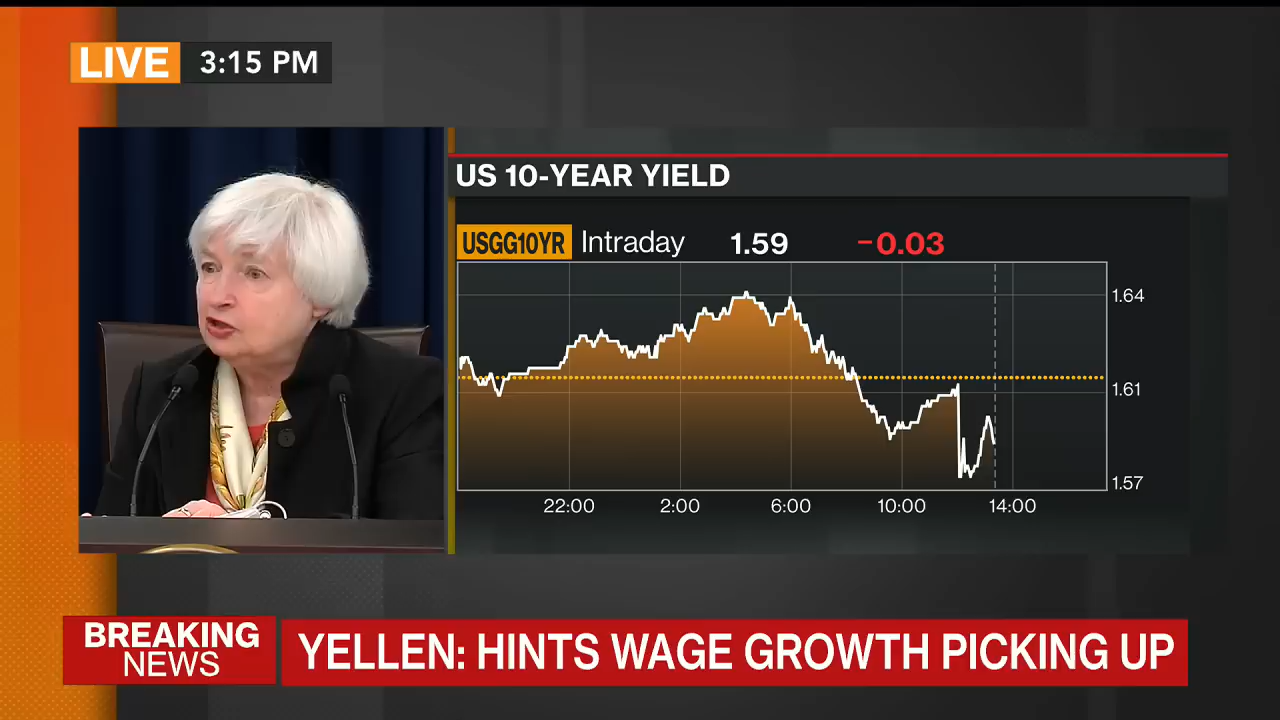 LIVE 3:15 PM
US 10-YEAR YIELD
USGG10YR Intraday 1.59 -0.03
1.64
1.61
1.57
22:00 2:00 6:00 10:00 14:00
BREAKING
NEWS
YELLEN: HINTS WAGE GROWTH PICKING UP